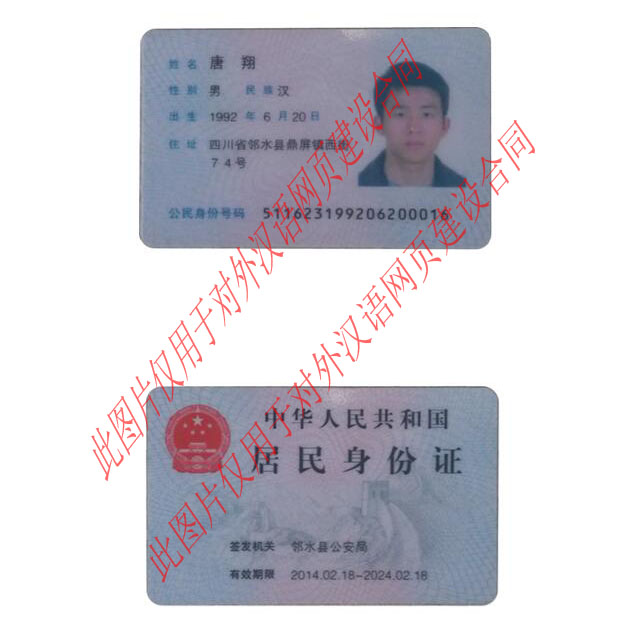 姓名 唐翔
性别 男 民族 汉
出生 1992 年 6 月 20 日
住址 四川省邻水县鼎屏镇西街
74号
公民身份号码 511623199206200016
中华人民共和国
居民身份证
签发机关 邻水县公安局
有效期限 2014.02.18-2024.02.18
此图片仅用于对外汉语网页建设合同
此图片仅用于对外汉语网页建设合同